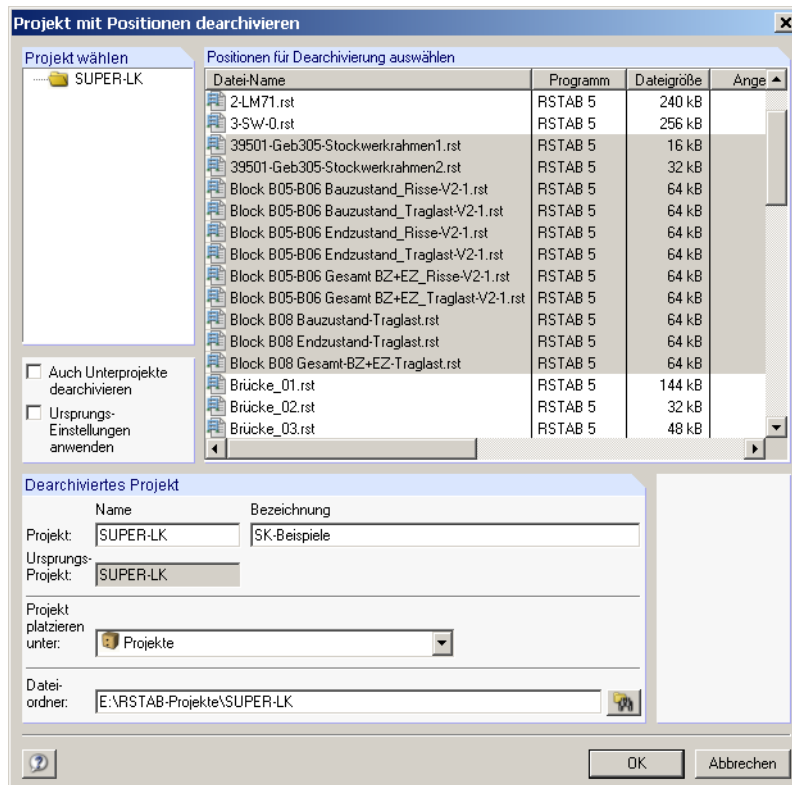 Projekt mit Positionen dearchivieren
Projekt wählen
SUPER-LK
Auch Unterprojekte
dearchivieren
Ursprungs-
Einstellungen
anwenden
Positionen für Dearchivierung auswählen
Datei-Name Programm Dateigröße Ange
2-LM71.rst RSTAB 5 240 kB
3-SW-0.rst RSTAB 5 256 kB
39501-Geb305-Stockwerkrahmen1.rst RSTAB 5 16 kB
39501-Geb305-Stockwerkrahmen2.rst RSTAB 5 32 kB
Block B05-B06 Bauzustand_Risse-V2-1.rst RSTAB 5 64 kB
Block B05-B06 Bauzustand_Traglast-V2-1.rst RSTAB 5 64 kB
Block B05-B06 Endzustand_Risse-V2-1.rst RSTAB 5 64 kB
Block B05-B06 Endzustand_Traglast-V2-1.rst RSTAB 5 64 kB
Block B05-B06 Gesamt BZ+EZ_Risse-V2-1.rst RSTAB 5 64 kB
Block B05-B06 Gesamt BZ+EZ_Traglast-V2-1.rst RSTAB 5 64 kB
Block B08 Bauzustand-Traglast.rst RSTAB 5 64 kB
Block B08 Endzustand-Traglast.rst RSTAB 5 64 kB
Block B08 Gesamt-BZ+EZ-Traglast.rst RSTAB 5 64 kB
Brücke_01.rst RSTAB 5 144 kB
Brücke_02.rst RSTAB 5 32 kB
Brücke_03.rst RSTAB 5 48 kB
Dearchiviertes Projekt
Name Bezeichnung
Projekt: SUPER-LK SK-Beispiele
Ursprungs-
Projekt: SUPER-LK
Projekt
platzieren
unter: Projekte
Datei-
ordner: E:\RSTAB-Projekte\SUPER-LK
OK Abbrechen